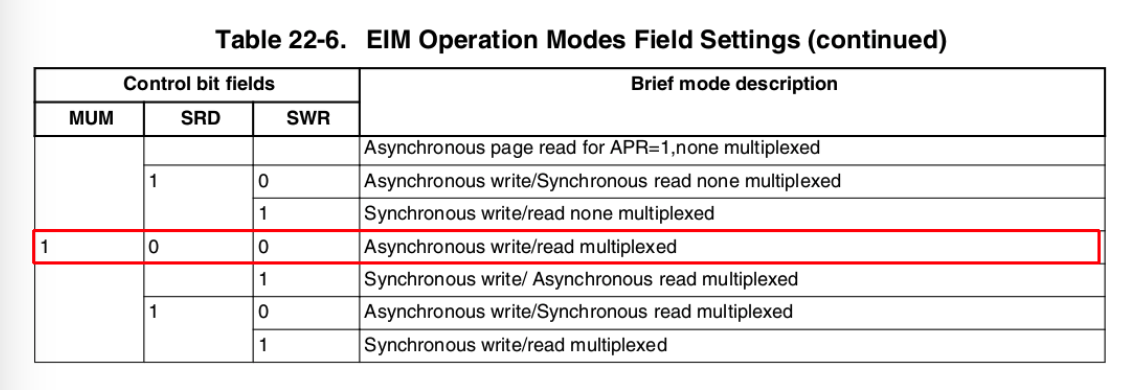 Table 22-6. EIM Operation Modes Field Settings (continued)
Control bit fields Brief mode description
MUM SRD SWR
Asynchronous page read for APR=1,none multiplexed
1 0 Asynchronous write/Synchronous read none multiplexed
1 Synchronous write/read none multiplexed
1 0 0 Asynchronous write/read multiplexed
1 Synchronous write/ Asynchronous read multiplexed
1 0 Asynchronous write/Synchronous read multiplexed
1 Synchronous write/read multiplexed